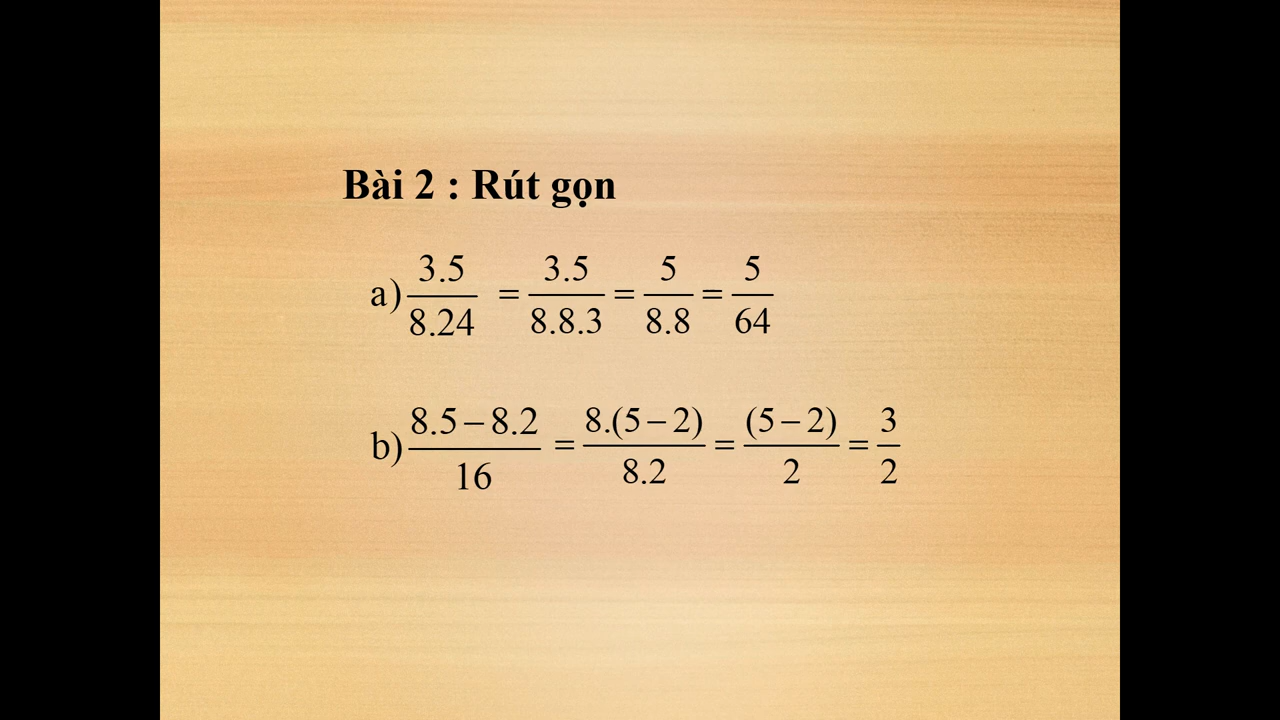 Bài 2 : Rút gọn
a) 3.5/8.24 = 3.5/8.8.3 = 5/8.8 = 5/64
b) 8.5−8.2/16 = 8.(5−2)/8.2 = (5−2)/2 = 3/2